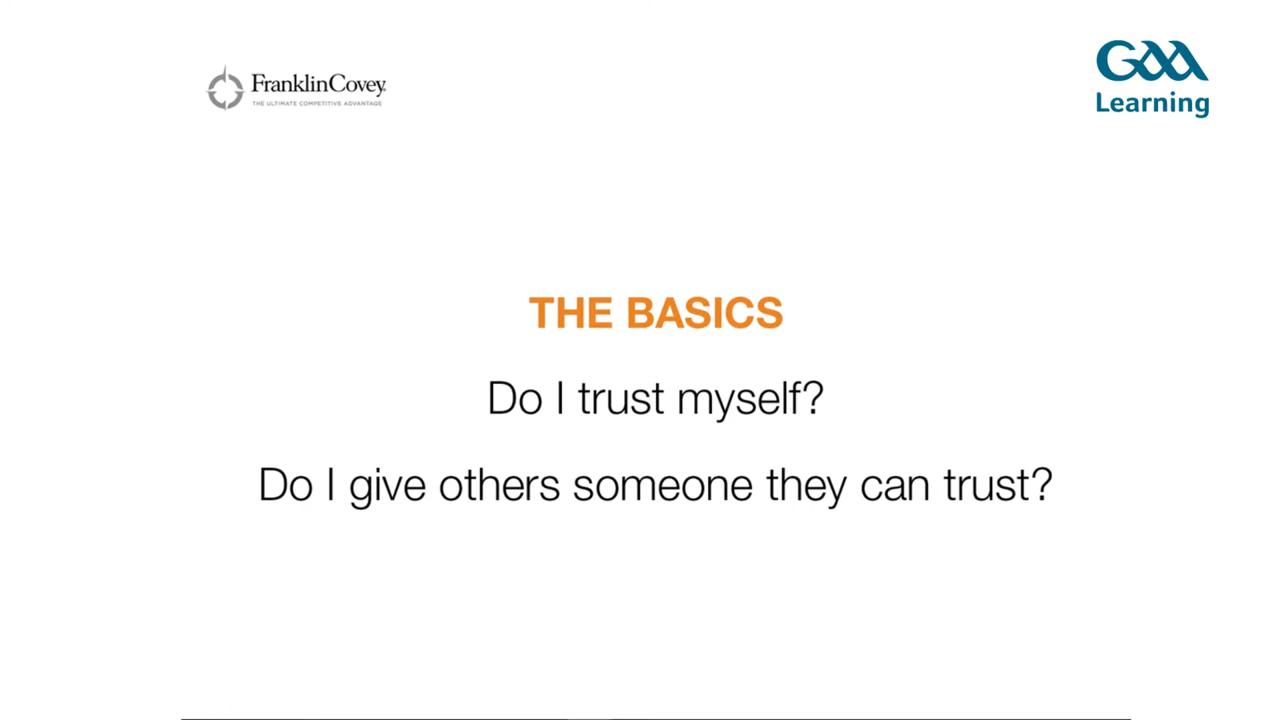 FranklinCovey
THE ULTIMATE COMPETITIVE ADVANTAGE
GAA
Learning
THE BASICS
Do I trust myself?
Do I give others someone they can trust?